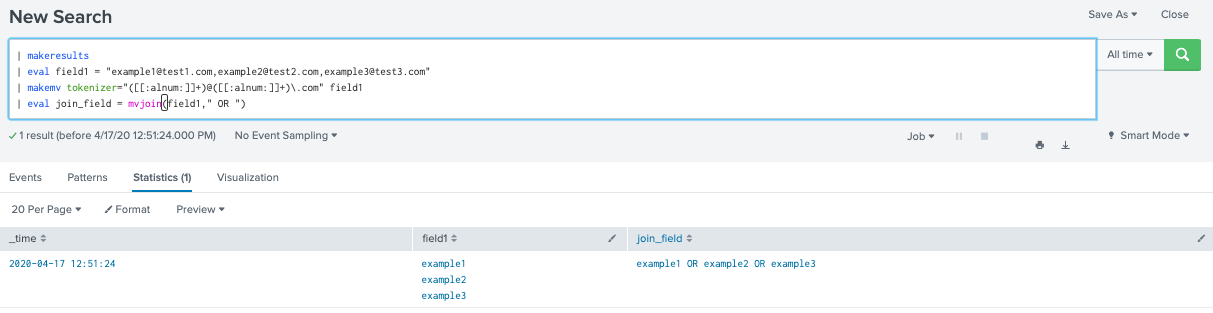 New Search
Save As ▾ Close
| makeresults
| eval field1 = "example1@test1.com,example2@test2.com,example3@test3.com"
| makemv tokenizer="([[:alnum:]]+)@([[:alnum:]]+)\.com" field1
| eval join_field = mvjoin(field1," OR ")
All time ▾
✓ 1 result (before 4/17/20 12:51:24.000 PM) No Event Sampling ▾ Job ▾ Smart Mode ▾
Events Patterns Statistics (1) Visualization
20 Per Page ▾ Format Preview ▾
_time field1 join_field
2020-04-17 12:51:24 example1 example1 OR example2 OR example3
example2
example3